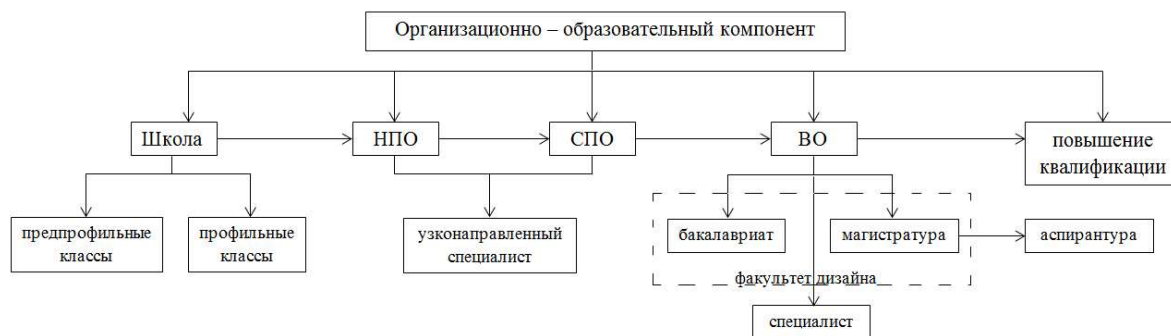 Организационно – образовательный компонент
Школа
НПО
СПО
ВО
повышение
квалификации
предпрофильные
классы
профильные
классы
узконаправленный
специалист
бакалавриат
магистратура
аспирантура
факультет дизайна
специалист